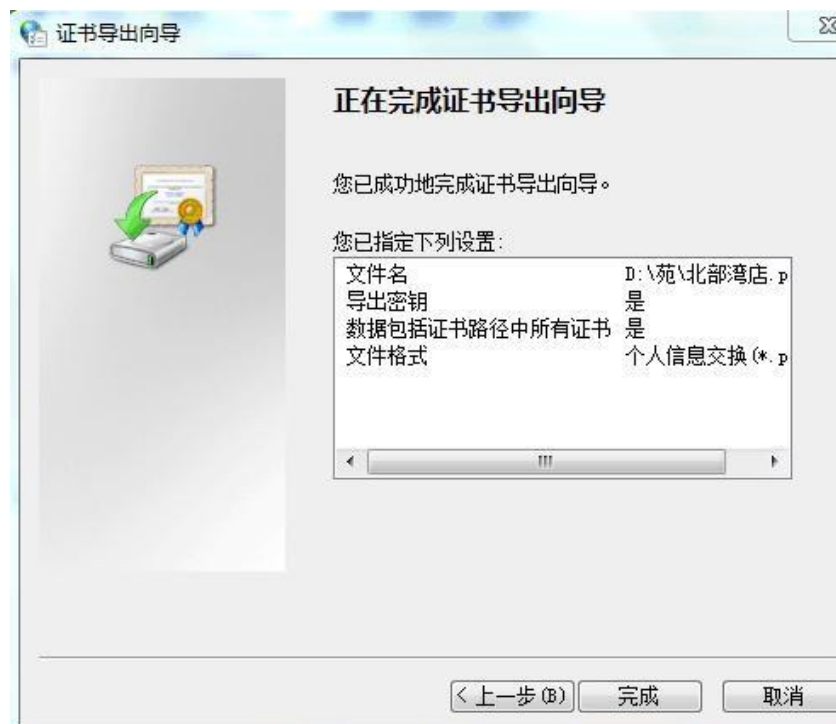 证书导出向导
正在完成证书导出向导
您已成功地完成证书导出向导。
您已指定下列设置:
文件名 D:\苑\北部湾店.p
导出密钥 是
数据包括证书路径中所有证书 是
文件格式 个人信息交换(*.p
<上一步(B) 完成 取消